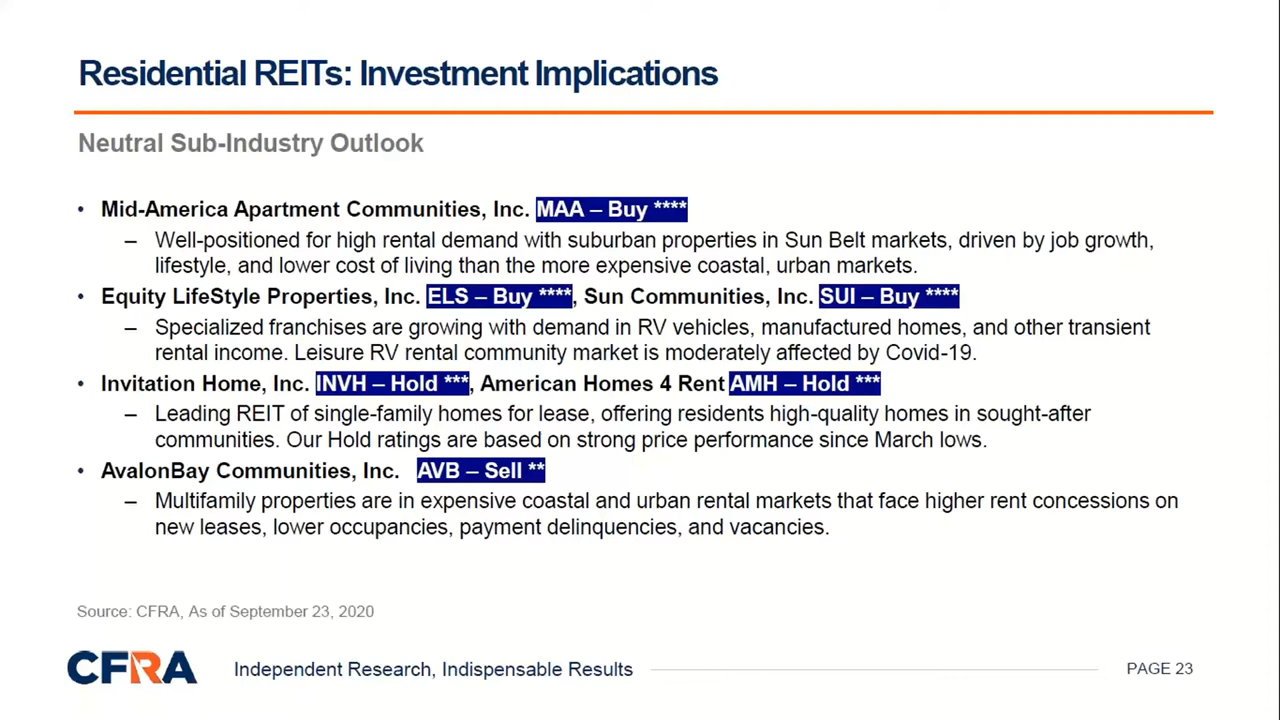 Residential REITs: Investment Implications
Neutral Sub-Industry Outlook
• Mid-America Apartment Communities, Inc. MAA – Buy ****
– Well-positioned for high rental demand with suburban properties in Sun Belt markets, driven by job growth,
lifestyle, and lower cost of living than the more expensive coastal, urban markets.
• Equity LifeStyle Properties, Inc. ELS – Buy ****, Sun Communities, Inc. SUI – Buy ****
– Specialized franchises are growing with demand in RV vehicles, manufactured homes, and other transient
rental income. Leisure RV rental community market is moderately affected by Covid-19.
• Invitation Home, Inc. INVH – Hold ***, American Homes 4 Rent AMH – Hold ***
– Leading REIT of single-family homes for lease, offering residents high-quality homes in sought-after
communities. Our Hold ratings are based on strong price performance since March lows.
• AvalonBay Communities, Inc. AVB – Sell **
– Multifamily properties are in expensive coastal and urban rental markets that face higher rent concessions on
new leases, lower occupancies, payment delinquencies, and vacancies.
Source: CFRA, As of September 23, 2020
CFRA Independent Research, Indispensable Results PAGE 23